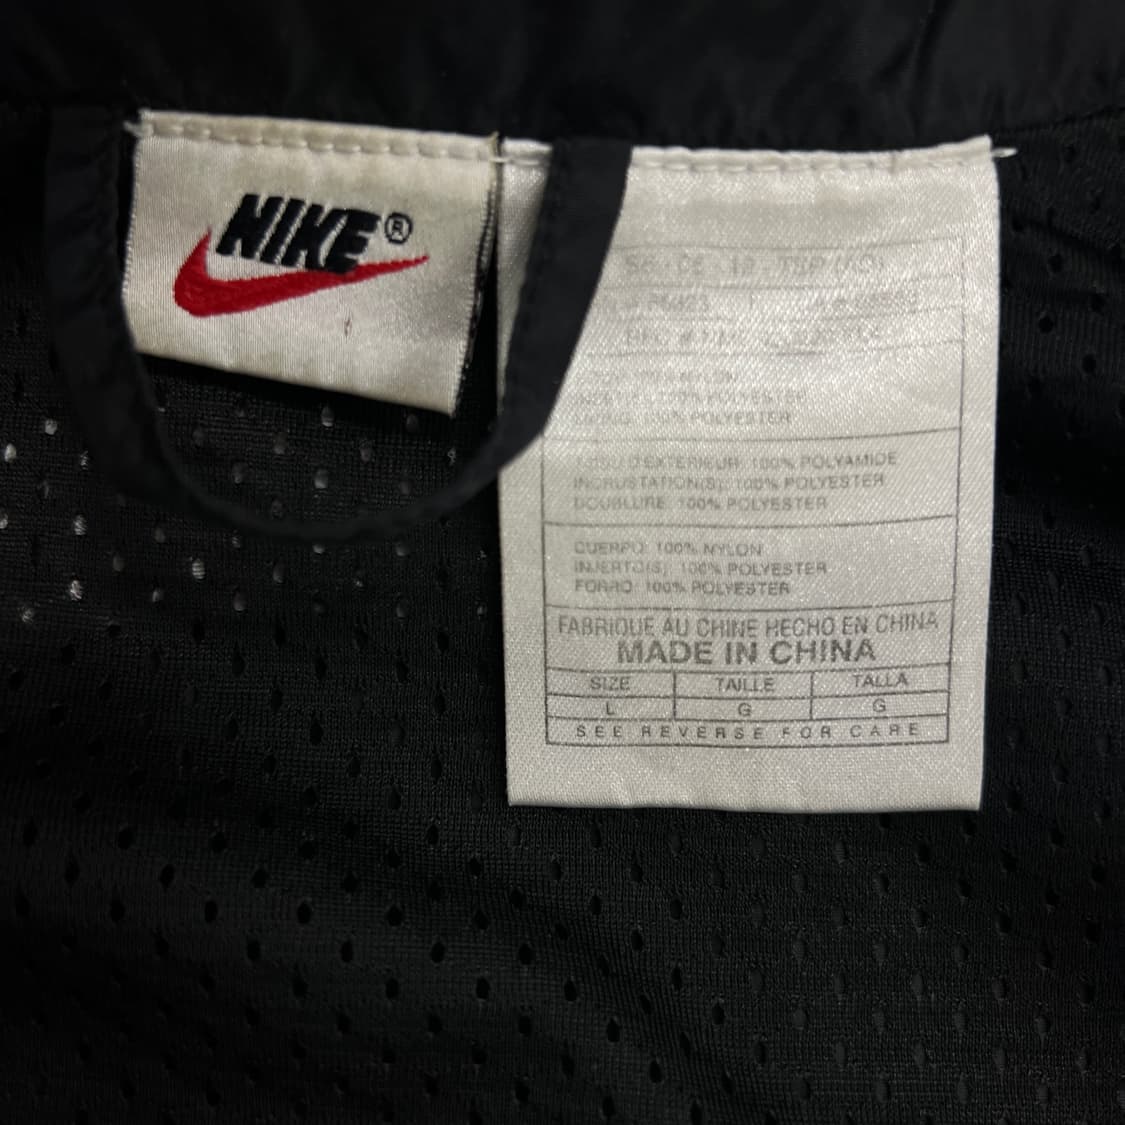 NIKE®
100% NYLON
100% POLYESTER
100% POLYESTER
TISSU D'EXTERIEUR: 100% POLYAMIDE
INCRUSTATION(S): 100% POLYESTER
DOUBLURE: 100% POLYESTER
CUERPO: 100% NYLON
INJERTO(S): 100% POLYESTER
FORRO: 100% POLYESTER
FABRIQUE AU CHINE HECHO EN CHINA
MADE IN CHINA
SIZE TAILLE TALLA
L G G
SEE REVERSE FOR CARE